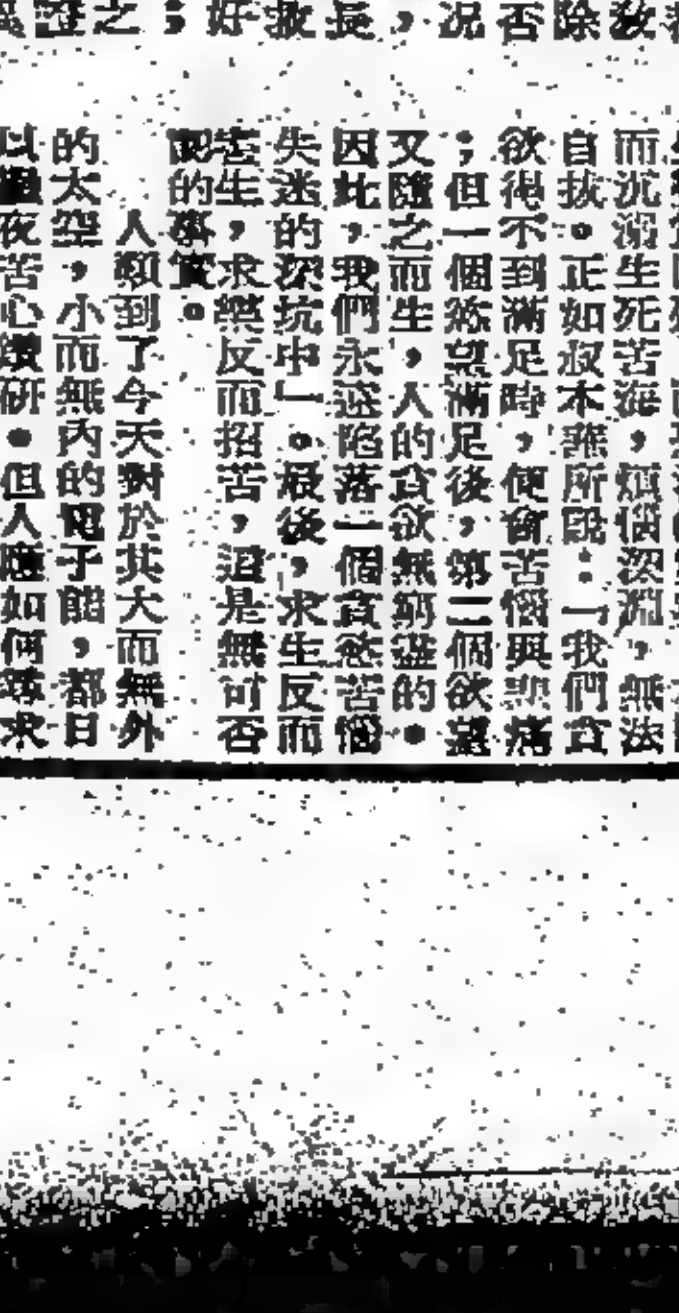 而沉溺生死苦海，煩惱深淵，無法
自拔。正如叔本華所說：「我們貪
欲得不到滿足時，便會苦惱與悲痛
；但一個慾望滿足後，第二個欲望
又隨之而生，人的貪欲無窮盡的。
因此，我們永遠陷落一個貪慾苦惱
失迷的深坑中」。最後，求生反而
害生，求樂反而招苦，這是無可否
認的事實。
人類到了今天對於其大而無外
的太空，小而無內的電子館，都日
以繼夜苦心鑽研。但人應如何尋求